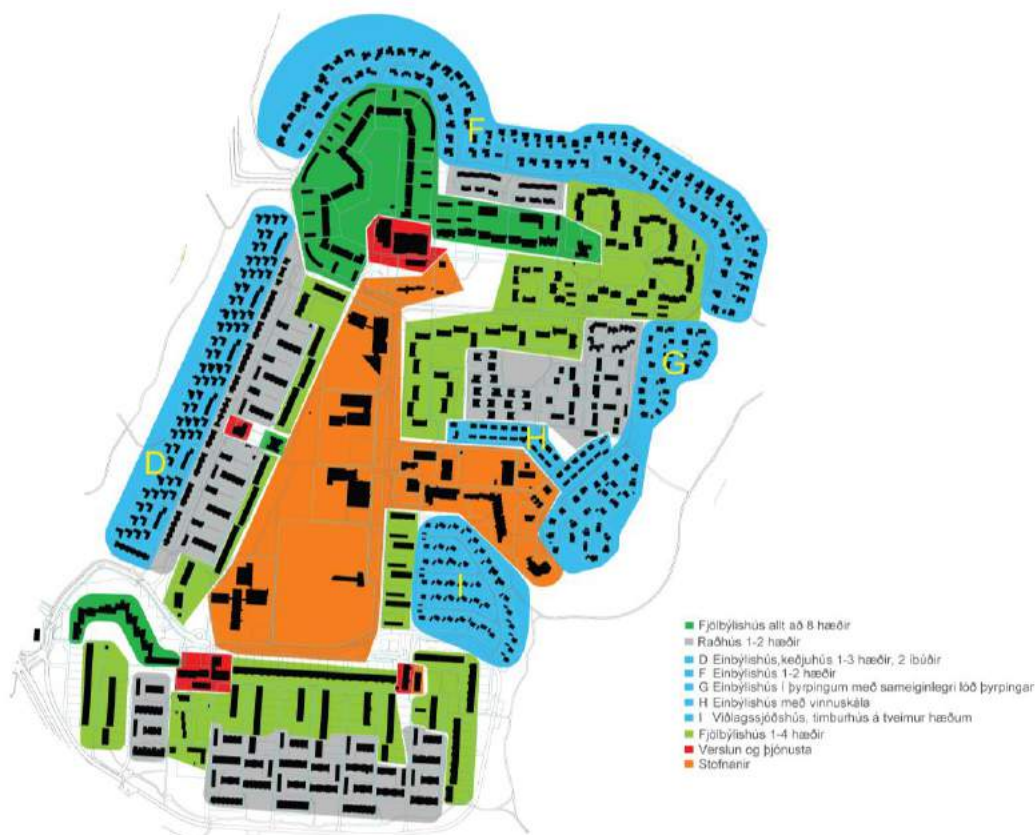 F
D
G
H
I
Fjölbýlishús allt að 8 hæðir
Raðhús 1-2 hæðir
D Einbýlishús,keðjuhús 1-3 hæðir, 2 íbúðir
F Einbýlishús 1-2 hæðir
G Einbýlishús í þyrpingum með sameiginlegri lóð þyrpingar
H Einbýlishús með vinnuskála
I Viðlagssjóðshús, timburhús á tveimur hæðum
Fjölbýlishús 1-4 hæðir
Verslun og þjónusta
Stofnanir